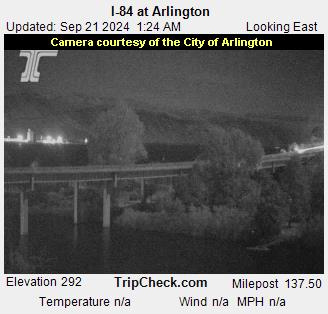 I-84 at Arlington
Updated: Sep 21 2024 1:24 AM Looking East
Camera courtesy of the City of Arlington
Elevation 292 TripCheck.com Milepost 137.50
Temperature n/a Wind n/a MPH n/a